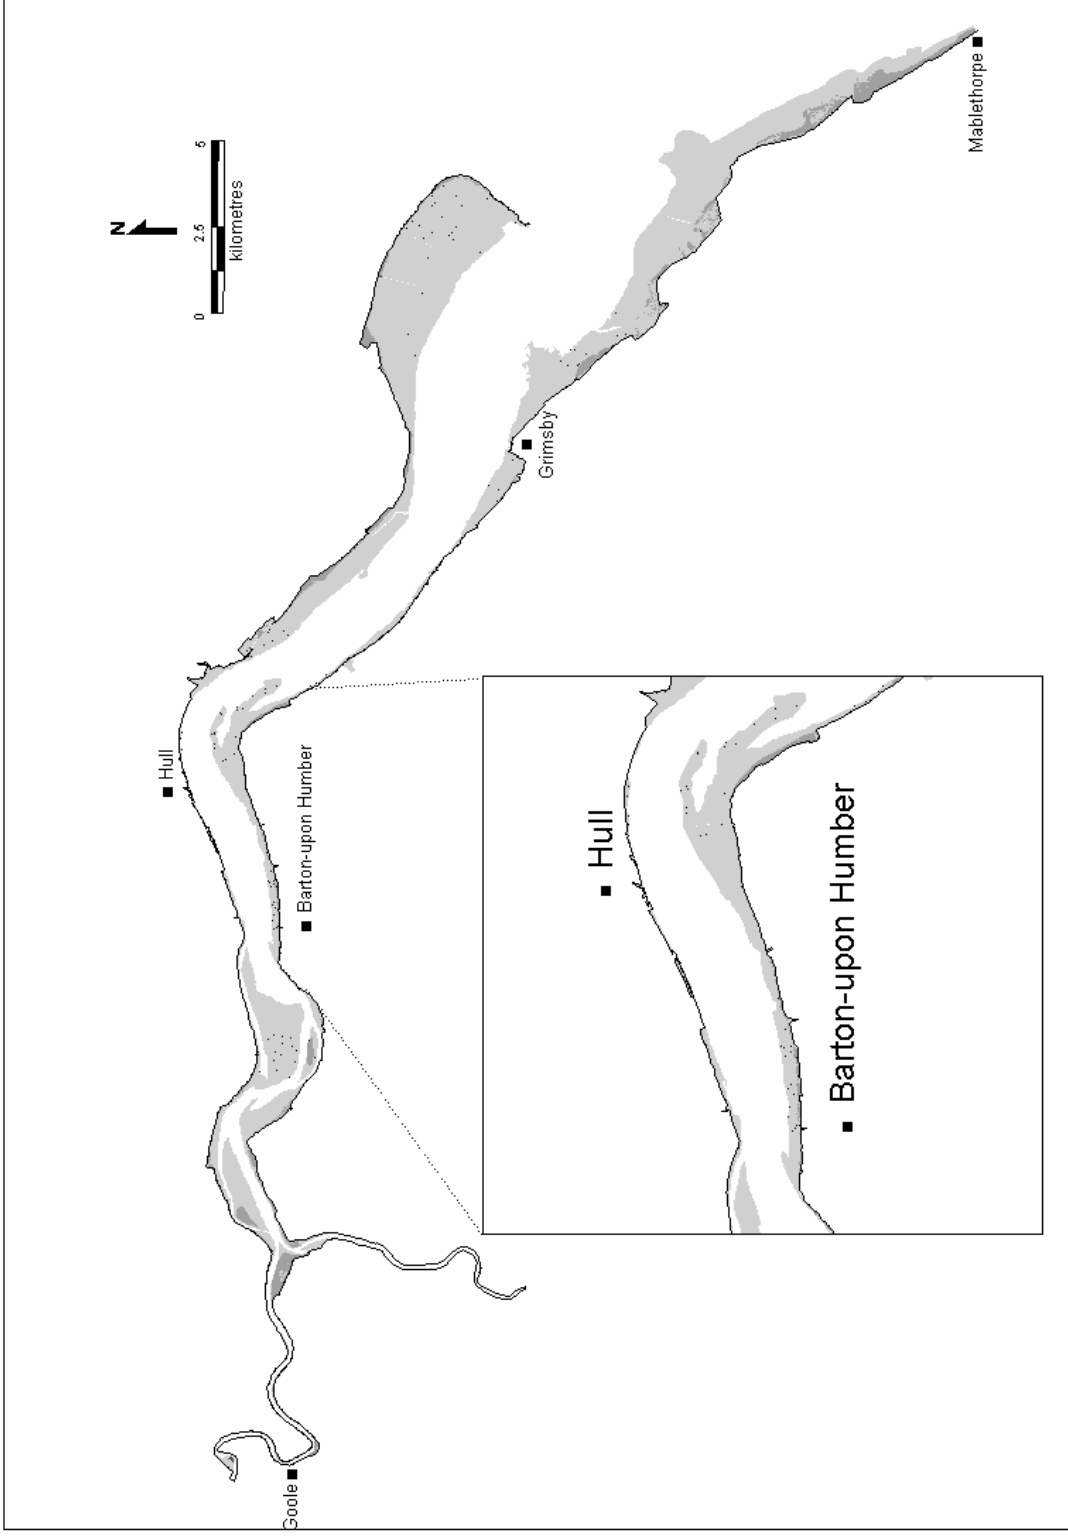 N
0 2.5 5
kilometres
Hull
Barton-upon Humber
Grimsby
Mablethorpe
Goole
Hull
Barton-upon Humber